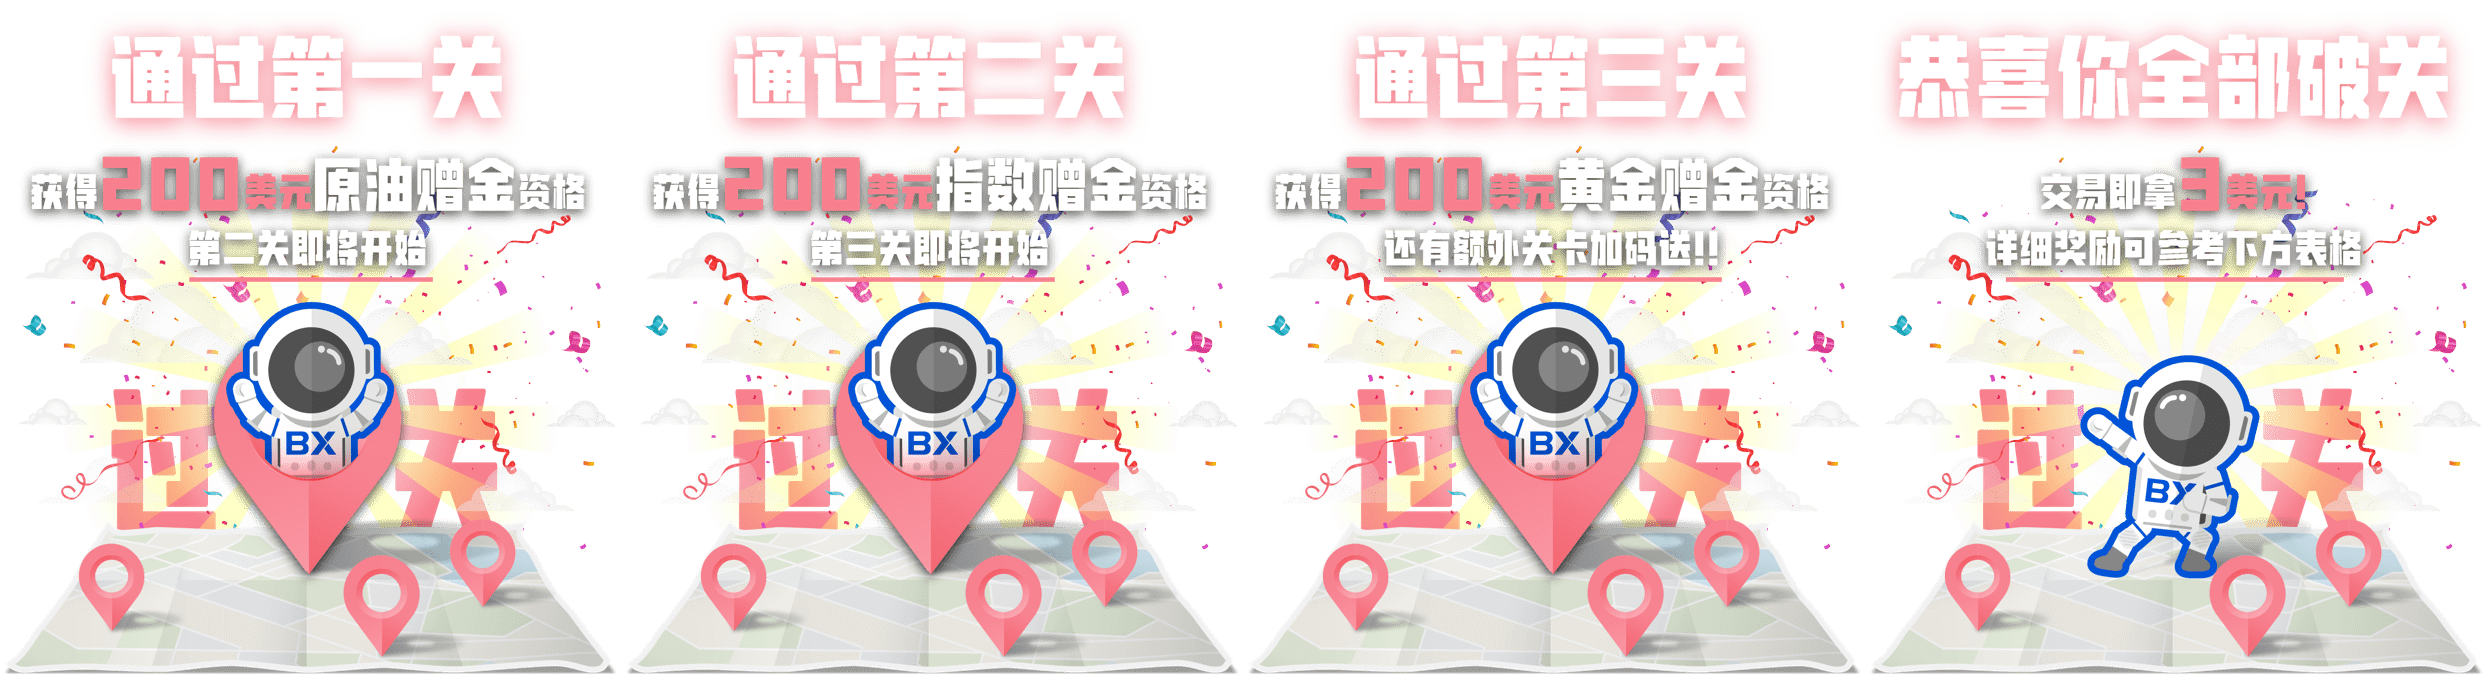 通过第一关
获得200美元原油赠金资格
第二关即将开始
过关
BX
通过第二关
获得200美元指数赠金资格
第三关即将开始
过关
BX
通过第三关
获得200美元黄金赠金资格
还有额外关卡加码送!!
过关
BX
恭喜你全部破关
交易即拿3美元!
详细奖励可参考下方表格
过关
BX